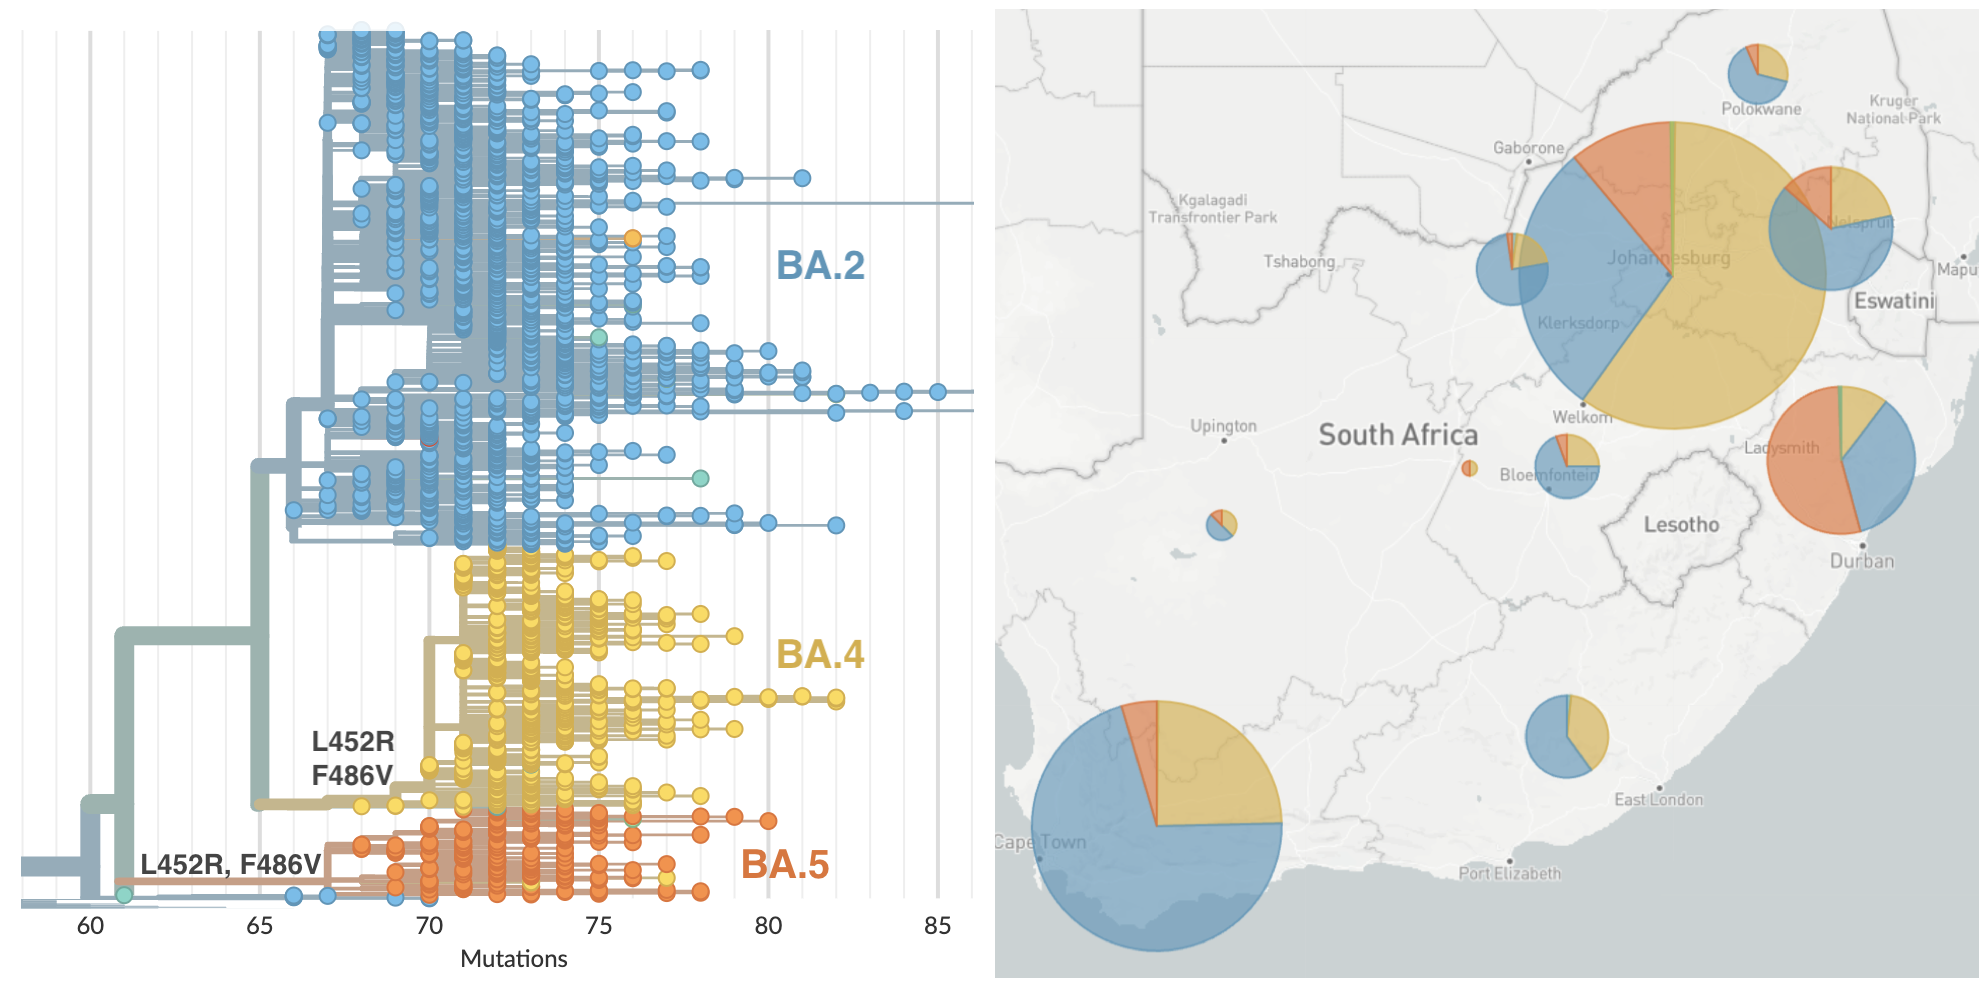 BA.2
BA.4
L452R
F486V
L452R, F486V
BA.5
60
65
70
75
80
85
Mutations
Polokwane
Kruger
National Park
Gaborone
Kgalagadi
Transfrontier Park
Nelspruit
Johannesburg
Tshabong
Mapu
Eswatini
Klerksdorp
Welkom
Upington
South Africa
Ladysmith
Bloemfontein
Lesotho
Durban
East London
Cape Town
Port Elizabeth